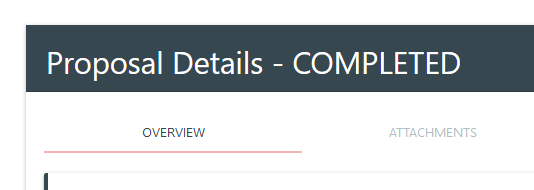 Proposal Details - COMPLETED
OVERVIEW
ATTACHMENTS